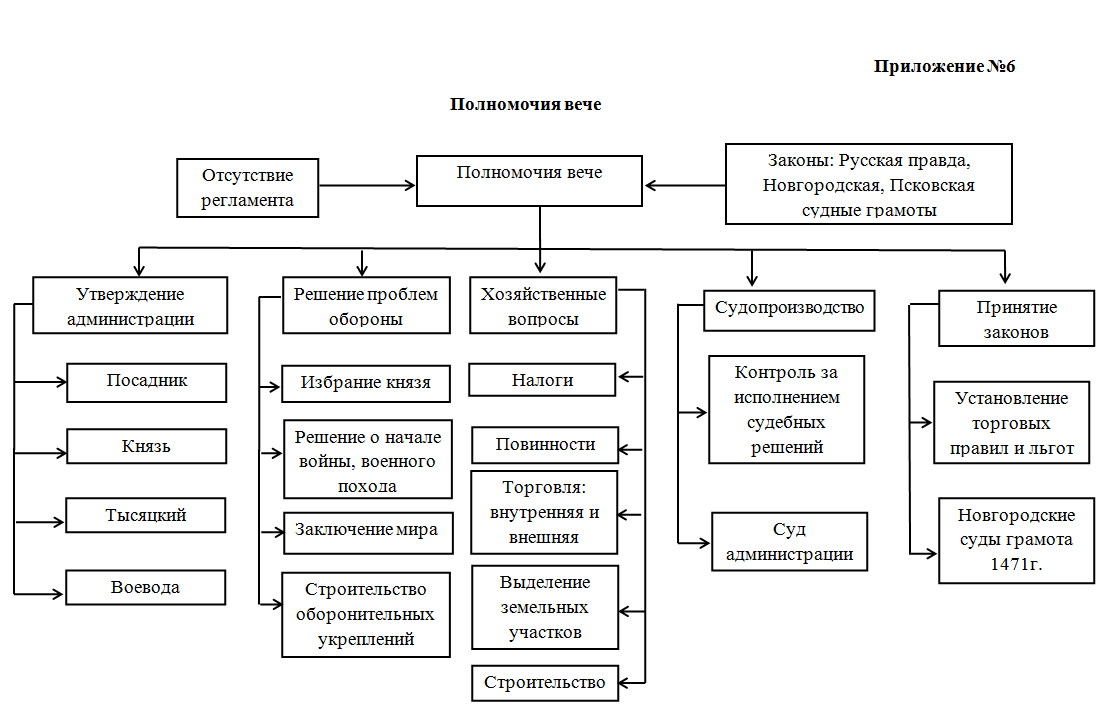 Приложение №6
Полномочия вече
Отсутствие
регламента
Полномочия вече
Законы: Русская правда,
Новгородская, Псковская
судные грамоты
Утверждение
администрации
Посадник
Князь
Тысяцкий
Воевода
Решение проблем
обороны
Избрание князя
Решение о начале
войны, военного
похода
Заключение мира
Строительство
оборонительных
укреплений
Хозяйственные
вопросы
Налоги
Повинности
Торговля:
внутренняя и
внешняя
Выделение
земельных
участков
Строительство
Судопроизводство
Контроль за
исполнением
судебных
решений
Суд
администрации
Принятие
законов
Установление
торговых
правил и льгот
Новгородские
суды грамота
1471г.